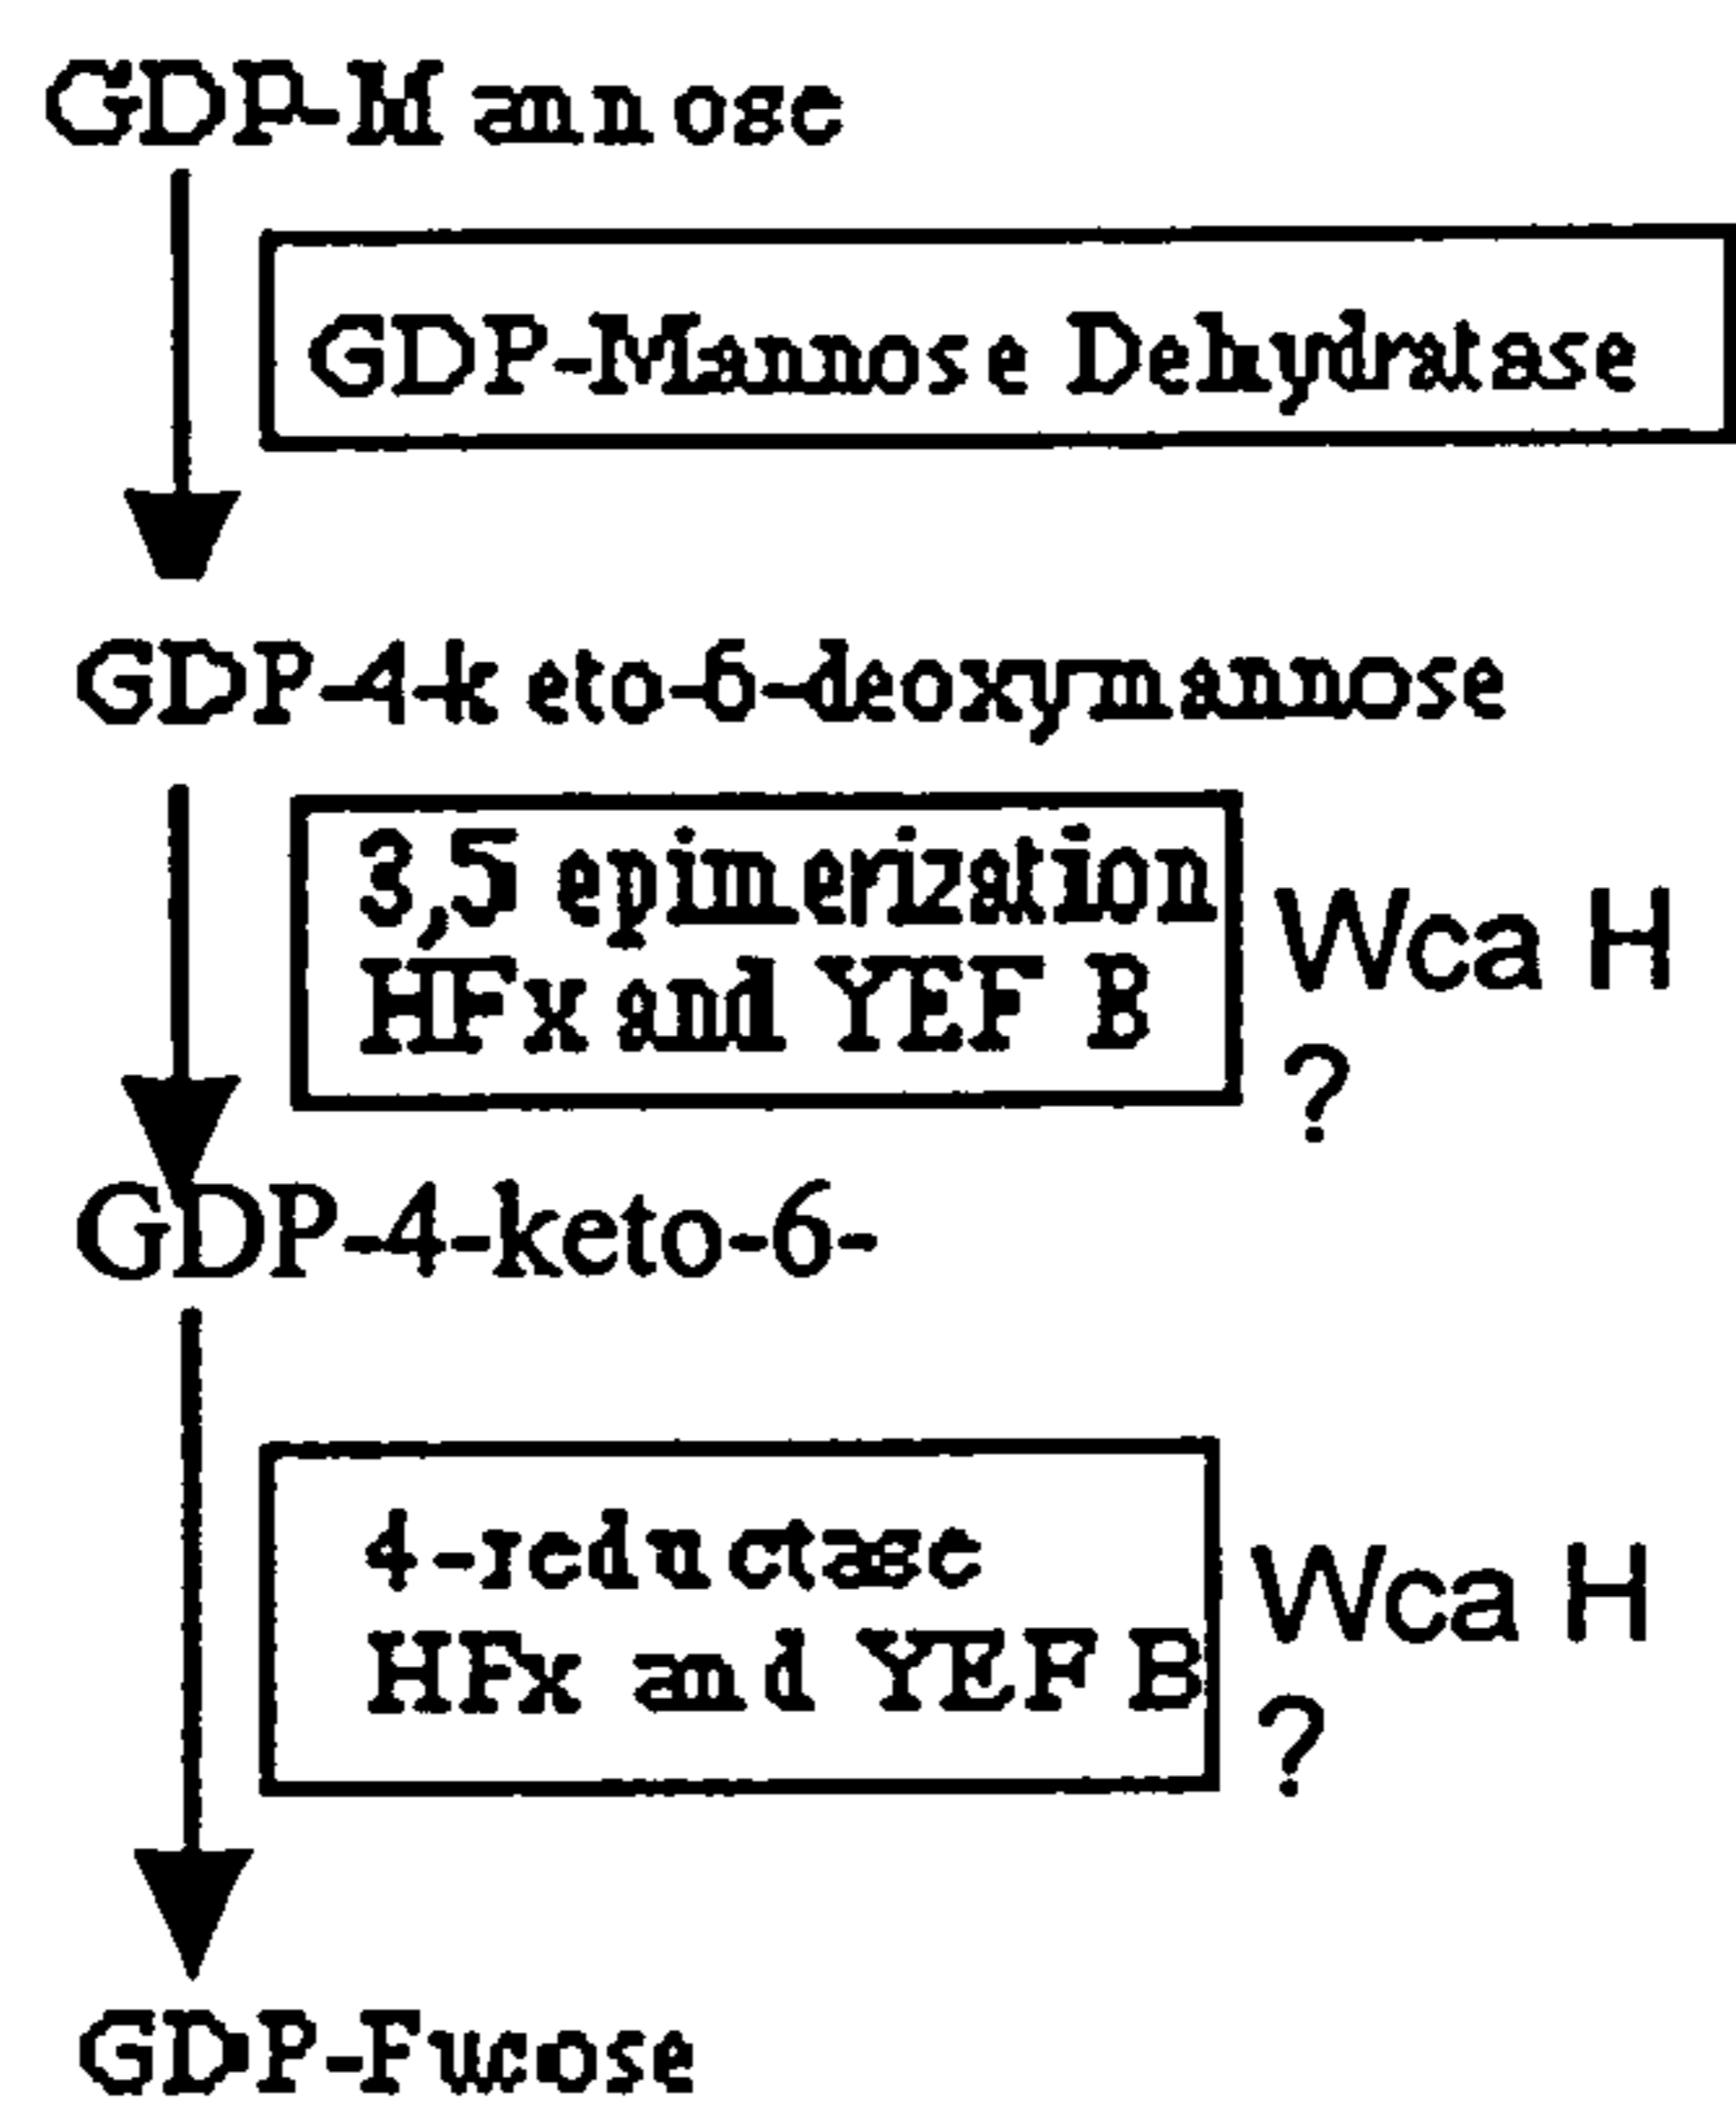 GDP-Mannose
GDP-Mannose Dehydratase
GDP-4-keto-6-deoxymannose
3,5 epimerization
HFx and YEF B
Wca H
?
GDP-4-keto-6-
4-reductase
HFx and YEF B
Wca H
?
GDP-Fucose